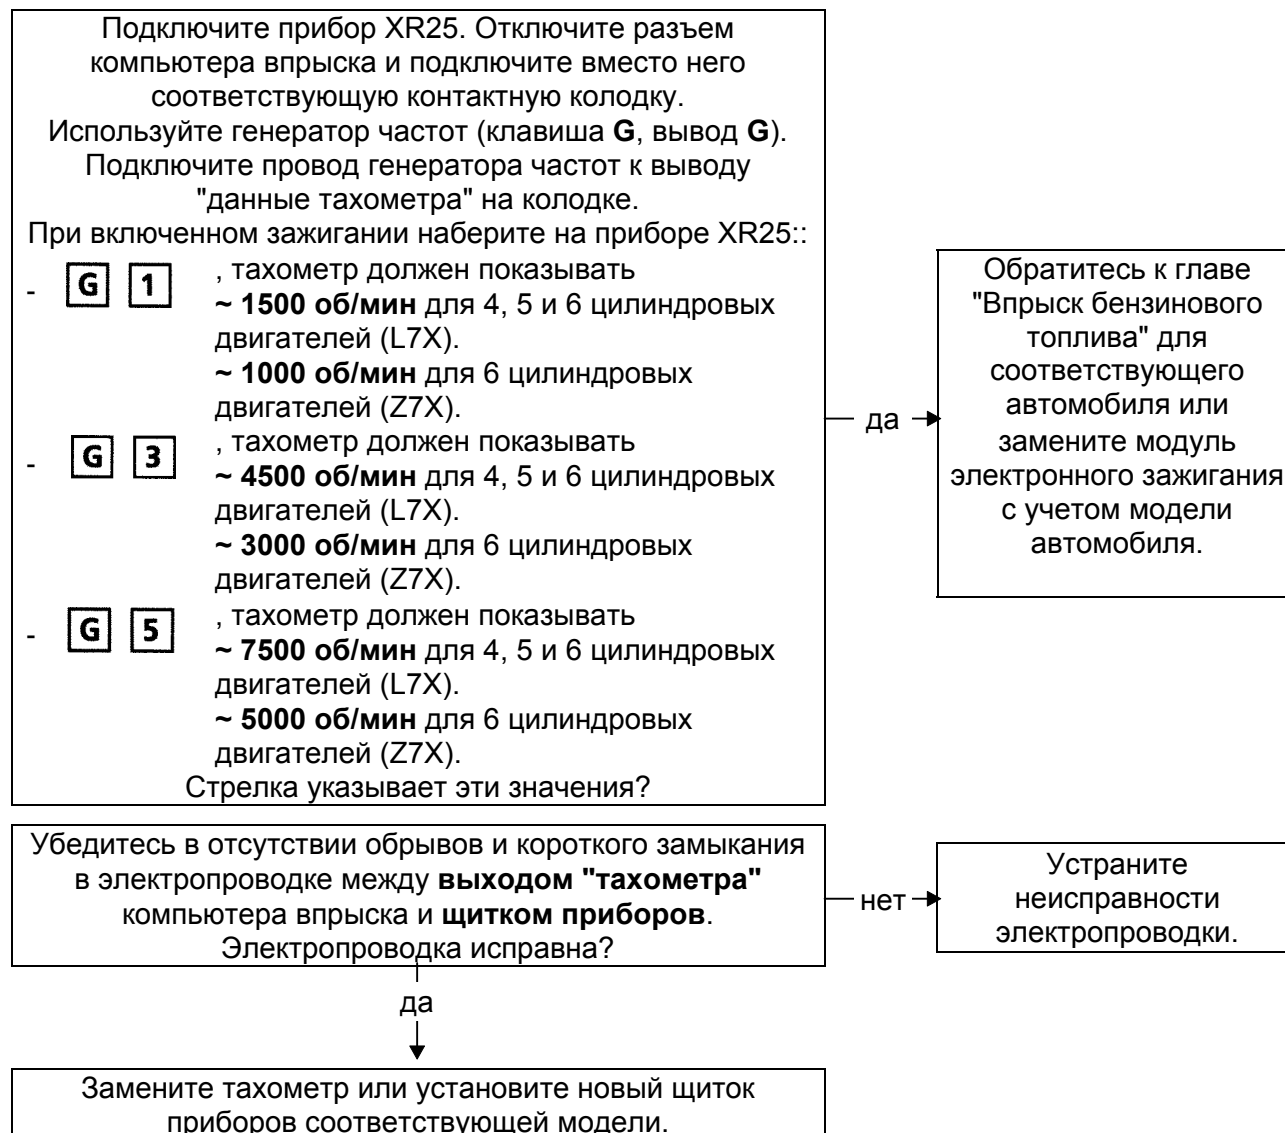 Подключите прибор XR25. Отключите разъем
компьютера впрыска и подключите вместо него
соответствующую контактную колодку.
Используйте генератор частот (клавиша G, вывод G).
Подключите провод генератора частот к выводу
"данные тахометра" на колодке.
При включенном зажигании наберите на приборе XR25::
- G 1 , тахометр должен показывать
~ 1500 об/мин для 4, 5 и 6 цилиндровых
двигателей (L7X).
~ 1000 об/мин для 6 цилиндровых
двигателей (Z7X).
- G 3 , тахометр должен показывать
~ 4500 об/мин для 4, 5 и 6 цилиндровых
двигателей (L7X).
~ 3000 об/мин для 6 цилиндровых
двигателей (Z7X).
- G 5 , тахометр должен показывать
~ 7500 об/мин для 4, 5 и 6 цилиндровых
двигателей (L7X).
~ 5000 об/мин для 6 цилиндровых
двигателей (Z7X).
Стрелка указывает эти значения?
да
Обратитесь к главе
"Впрыск бензинового
топлива" для
соответствующего
автомобиля или
замените модуль
электронного зажигания
с учетом модели
автомобиля.
Убедитесь в отсутствии обрывов и короткого замыкания
в электропроводке между выходом "тахометра"
компьютера впрыска и щитком приборов.
Электропроводка исправна?
нет
Устраните
неисправности
электропроводки.
да
Замените тахометр или установите новый щиток
приборов соответствующей модели.